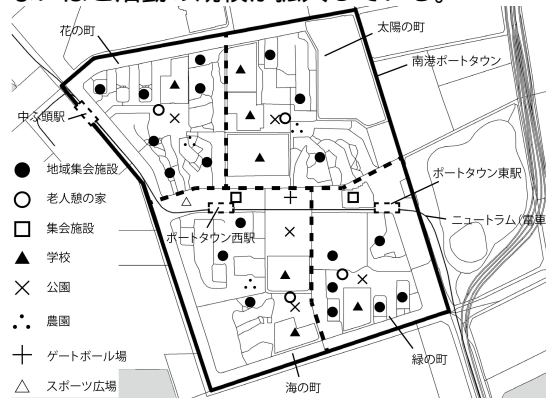 花の町
太陽の町
南港ポートタウン
中ふ頭駅
地域集会施設
老人憩の家
集会施設
学校
公園
農園
ゲートボール場
スポーツ広場
ポートタウン東駅
ニュートラム(電車
ポートタウン西駅
緑の町
海の町